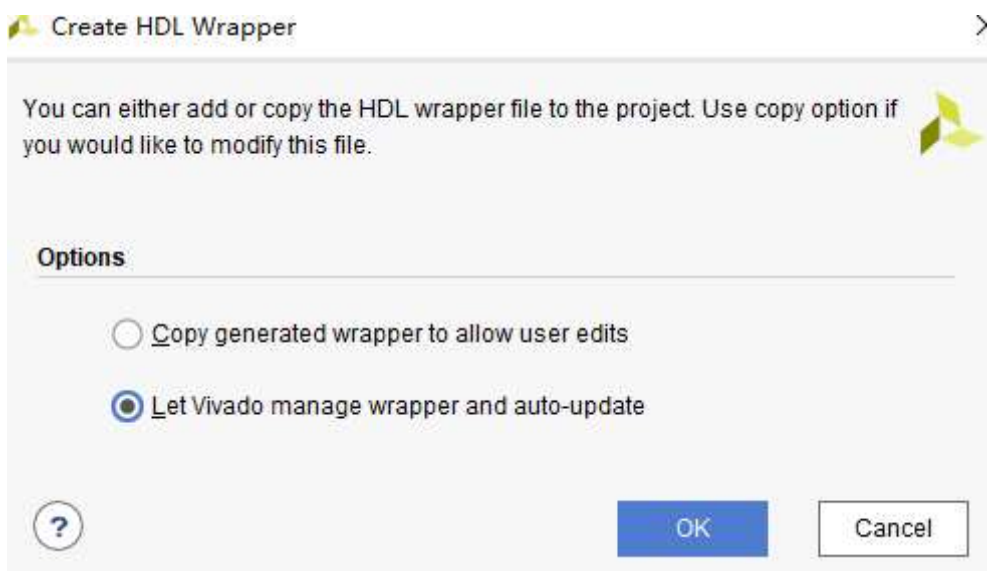 Create HDL Wrapper
You can either add or copy the HDL wrapper file to the project. Use copy option if
you would like to modify this file.
Options
Copy generated wrapper to allow user edits
Let Vivado manage wrapper and auto-update
?
OK
Cancel